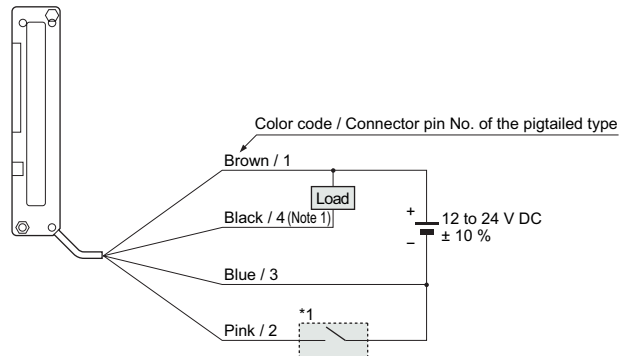 Color code / Connector pin No. of the pigtailed type
Brown / 1
Load
Black / 4 (Note 1)
+
12 to 24 V DC
± 10 %
−
Blue / 3
*1
Pink / 2